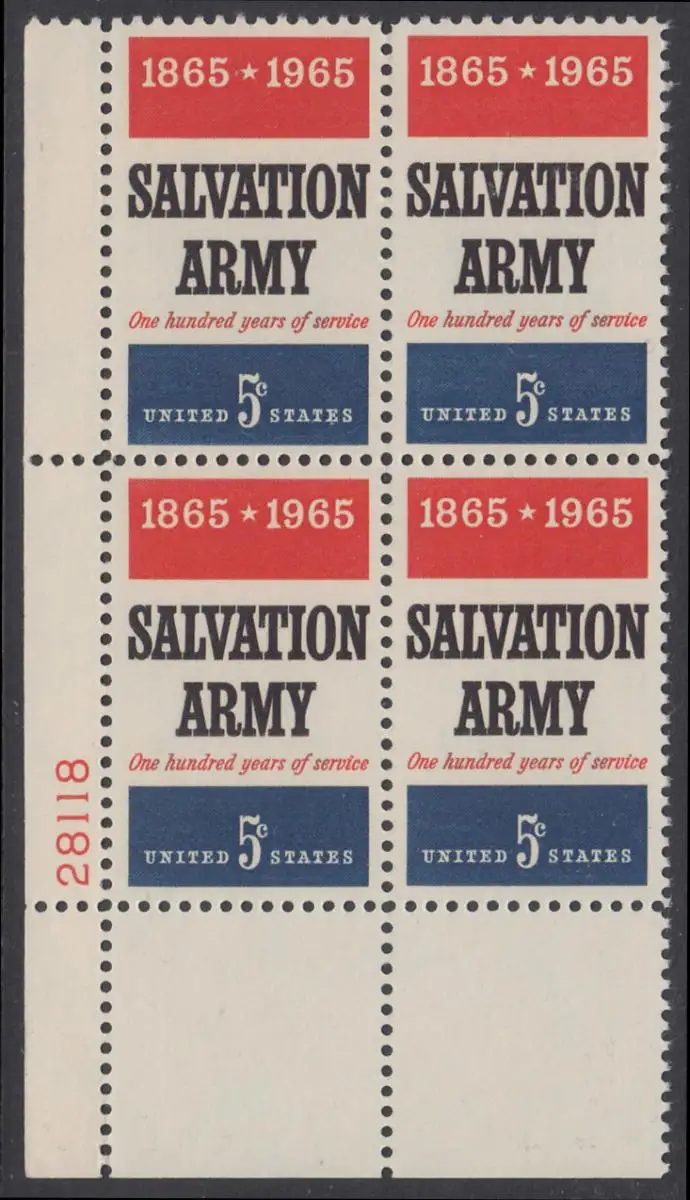 1865 ★ 1965
SALVATION
ARMY
One hundred years of service
5c
UNITED STATES
1865 ★ 1965
SALVATION
ARMY
One hundred years of service
5c
UNITED STATES
1865 ★ 1965
SALVATION
ARMY
One hundred years of service
5c
UNITED STATES
1865 ★ 1965
SALVATION
ARMY
One hundred years of service
5c
UNITED STATES
28118